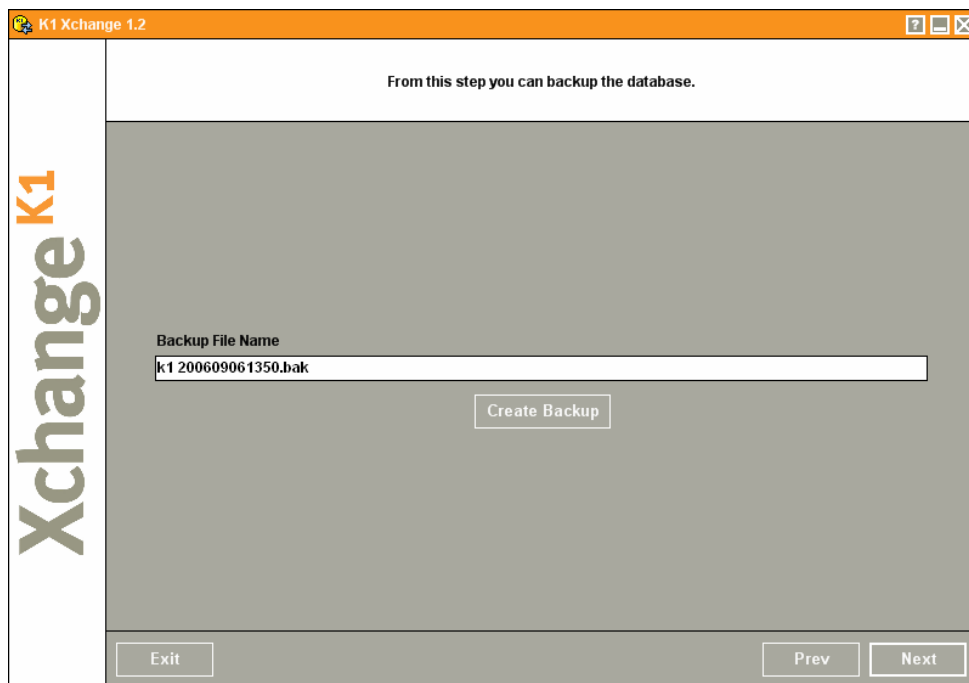 K1 Xchange 1.2
From this step you can backup the database.
Xchange K1
Backup File Name
k1 200609061350.bak
Create Backup
Exit
Prev
Next